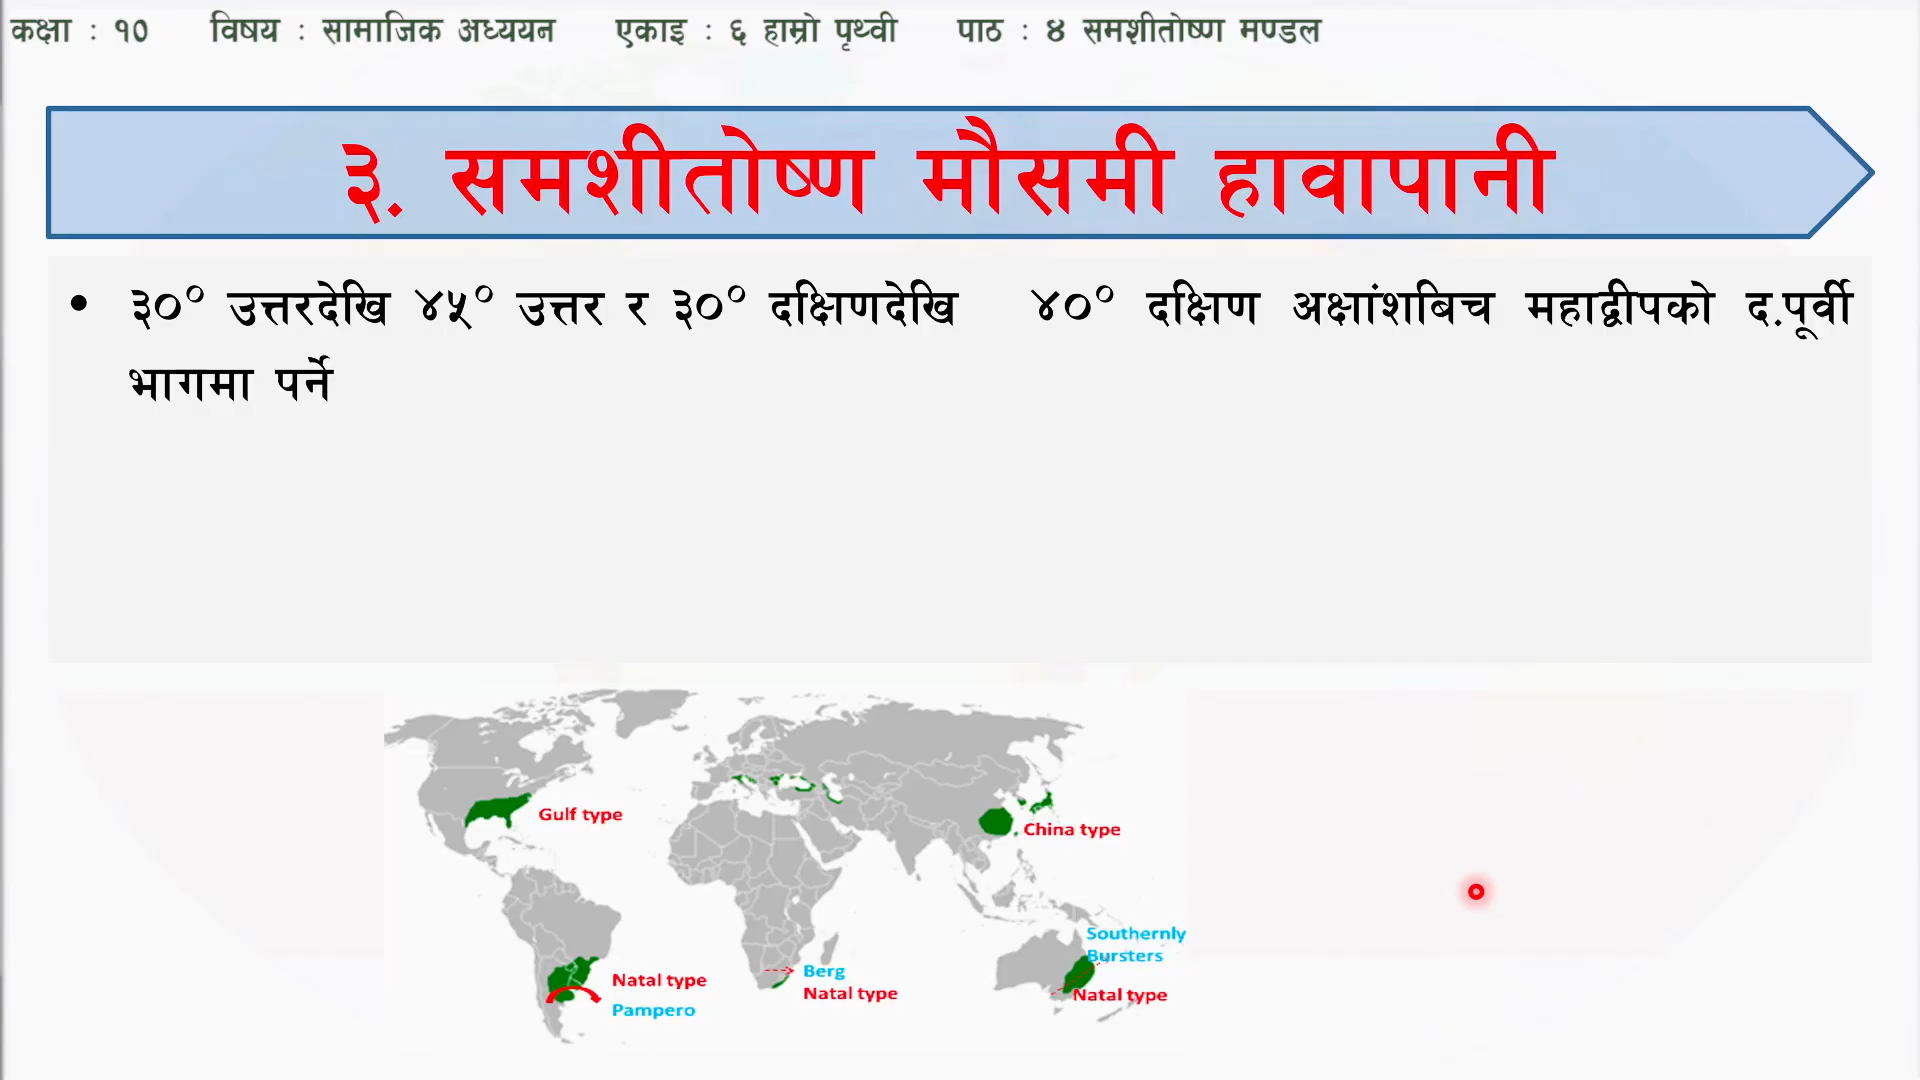 कक्षा : १० विषय : सामाजिक अध्ययन एकाइ : ६ हाम्रो पृथ्वी पाठ : ४ समशीतोष्ण मण्डल
३. समशीतोष्ण मौसमी हावापानी
• ३०° उत्तरदेखि ४५° उत्तर र ३०° दक्षिणदेखि ४०° दक्षिण अक्षांशबिच महाद्वीपको द.पूर्वी
भागमा पर्ने
Gulf type
China type
Southernly
Bursters
Natal type
Berg
Natal type
Natal type
Pampero